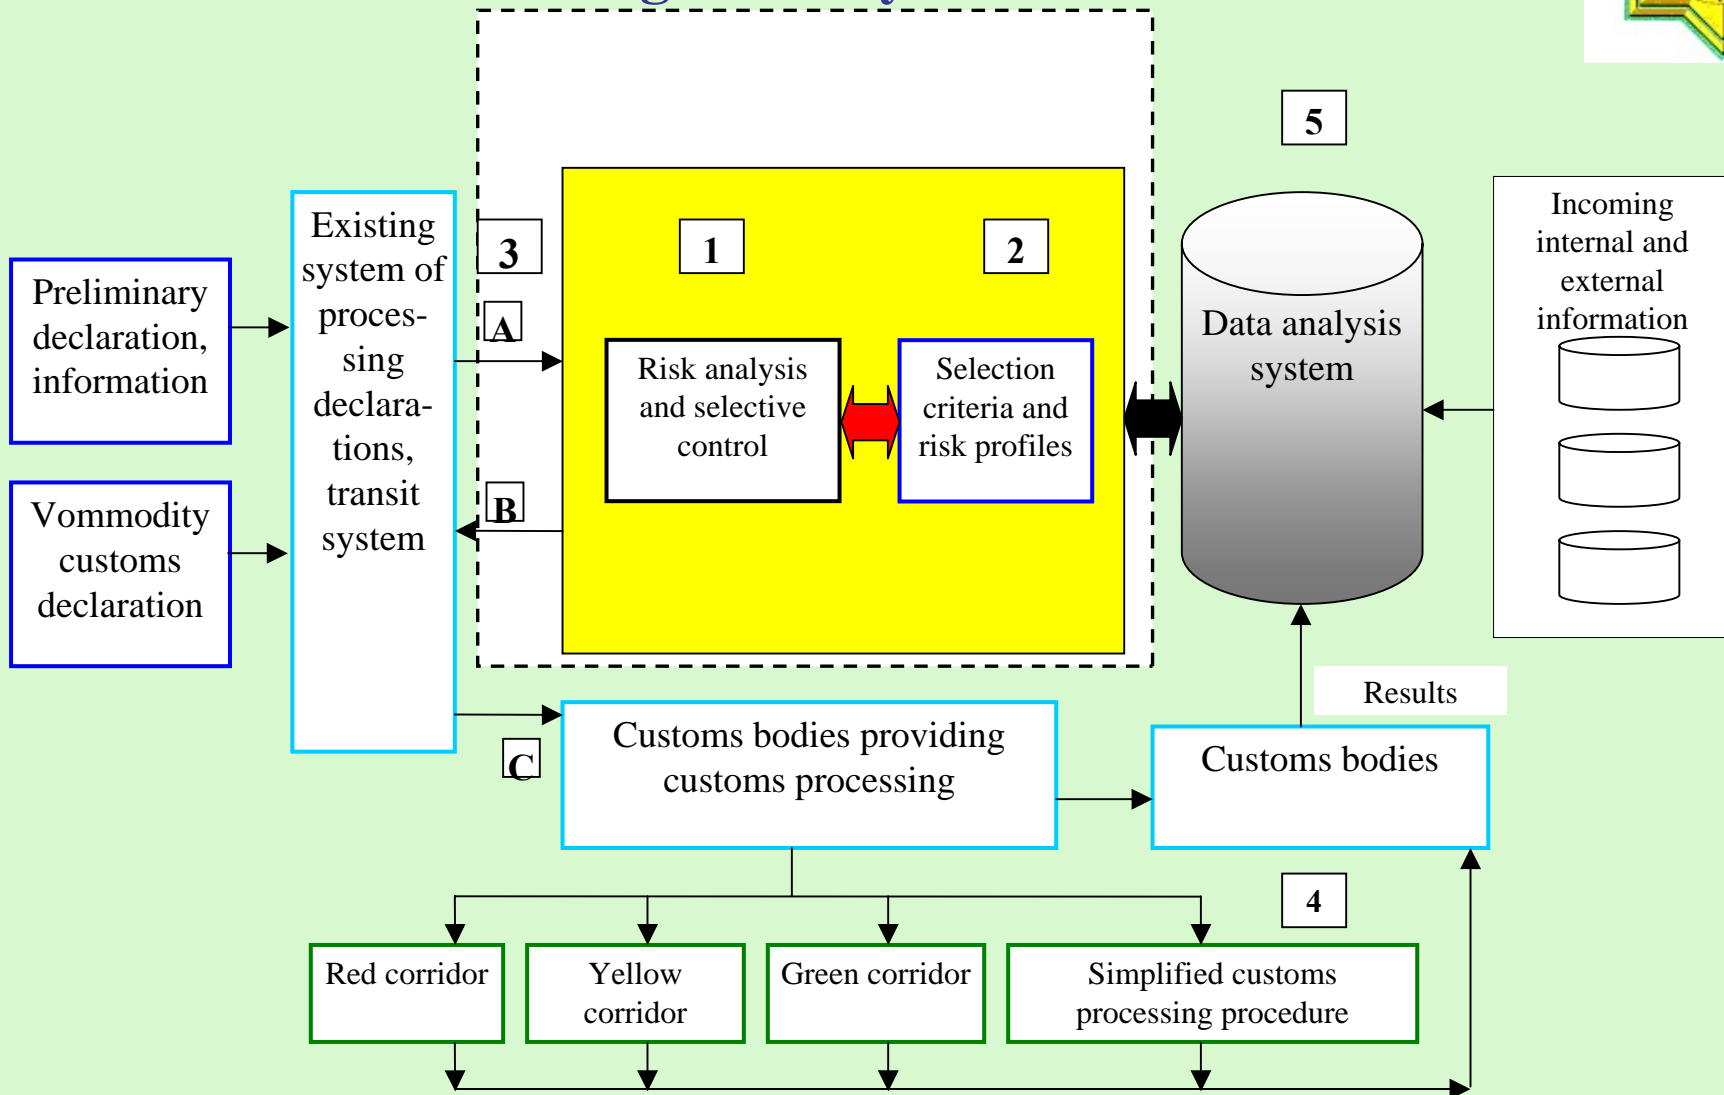 5
Existing
system of
proces-
sing
declara-
tions,
transit
system
3
1
2
Incoming
internal and
external
information
Preliminary
declaration,
information
A
Data analysis
system
Risk analysis
and selective
control
Selection
criteria and
risk profiles
Vommodity
customs
declaration
B
Results
C
Customs bodies providing
customs processing
Customs bodies
4
Red corridor
Yellow
corridor
Green corridor
Simplified customs
processing procedure